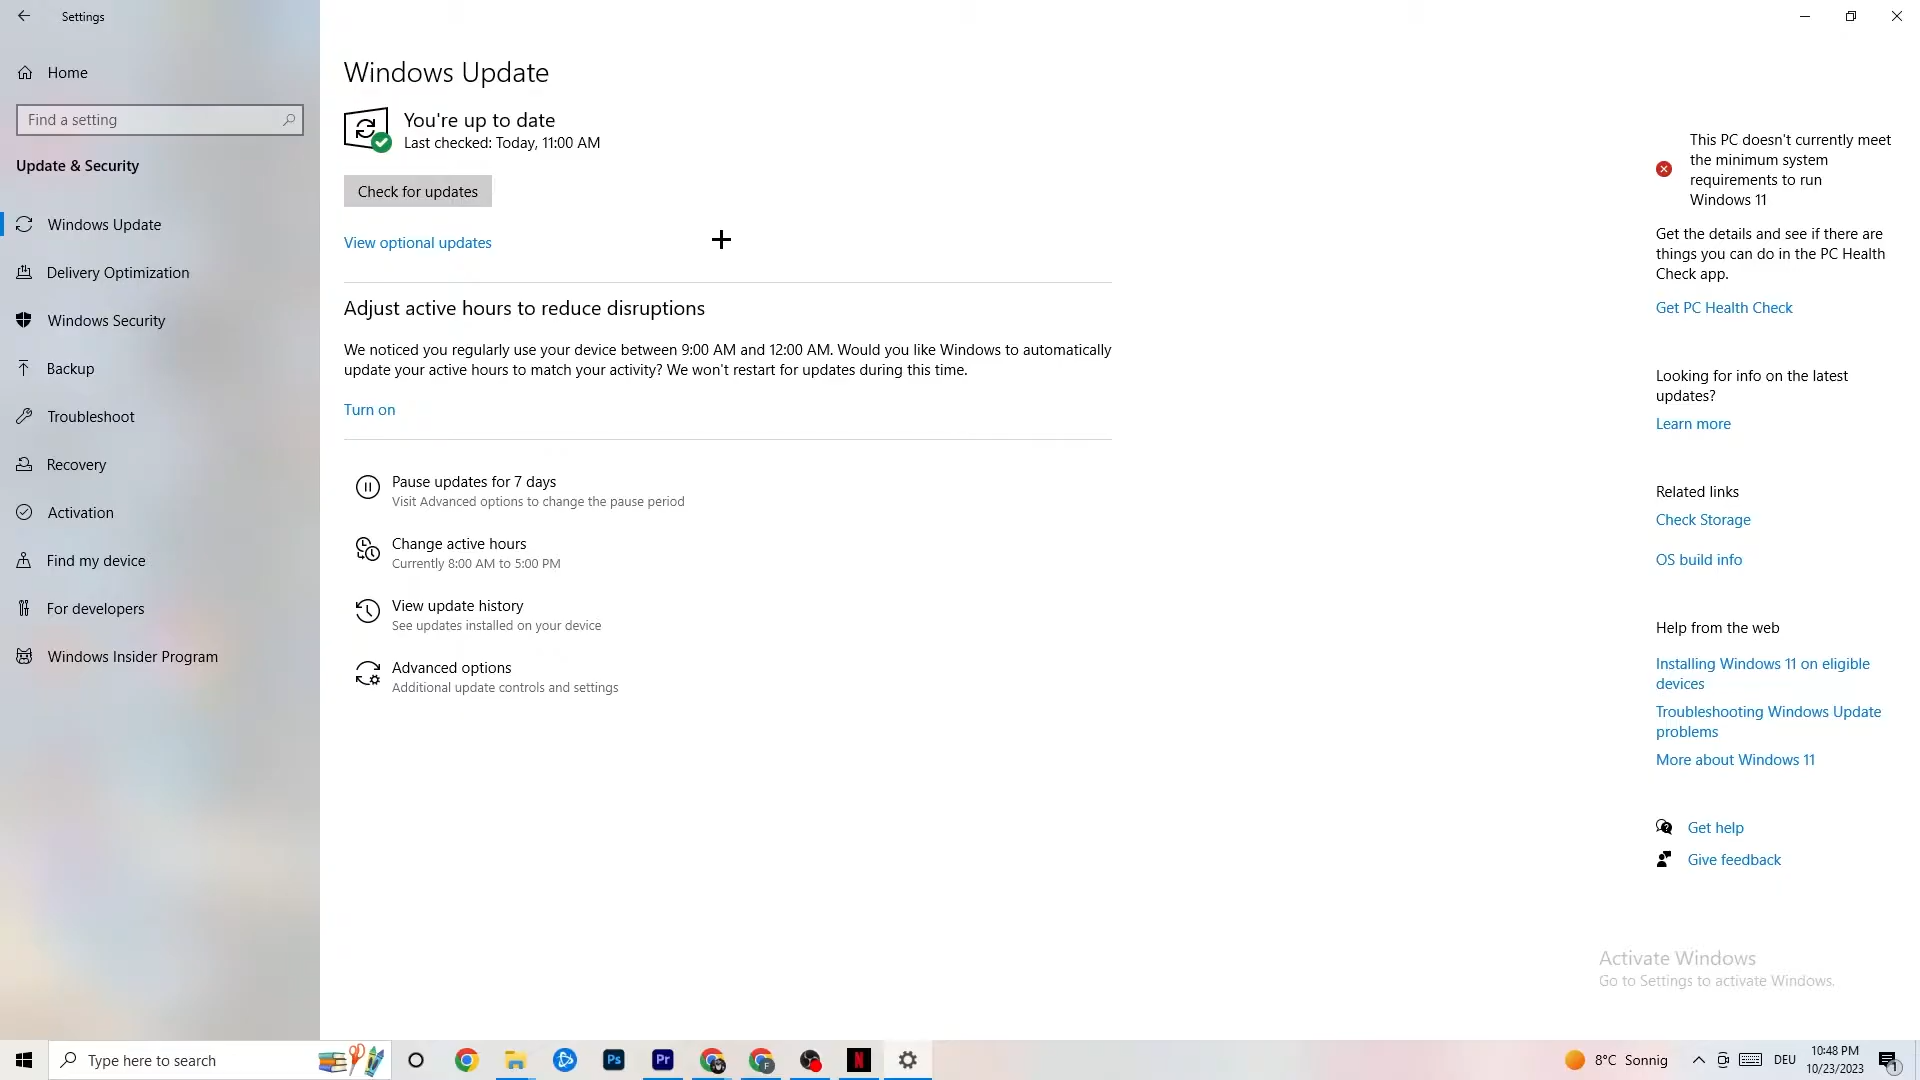 Settings
Home
Find a setting
Update & Security
Windows Update
Delivery Optimization
Windows Security
Backup
Troubleshoot
Recovery
Activation
Find my device
For developers
Windows Insider Program
Windows Update
You're up to date
Last checked: Today, 11:00 AM
Check for updates
View optional updates
Adjust active hours to reduce disruptions
We noticed you regularly use your device between 9:00 AM and 12:00 AM. Would you like Windows to automatically
update your active hours to match your activity? We won't restart for updates during this time.
Turn on
Pause updates for 7 days
Visit Advanced options to change the pause period
Change active hours
Currently 8:00 AM to 5:00 PM
View update history
See updates installed on your device
Advanced options
Additional update controls and settings
This PC doesn't currently meet
the minimum system
requirements to run
Windows 11
Get the details and see if there are
things you can do in the PC Health
Check app.
Get PC Health Check
Looking for info on the latest
updates?
Learn more
Related links
Check Storage
OS build info
Help from the web
Installing Windows 11 on eligible
devices
Troubleshooting Windows Update
problems
More about Windows 11
Get help
Give feedback
Activate Windows
Go to Settings to activate Windows.
Type here to search
Ps
Pr
F
N
8°C Sonnig
DEU
10:48 PM
10/23/2023
1